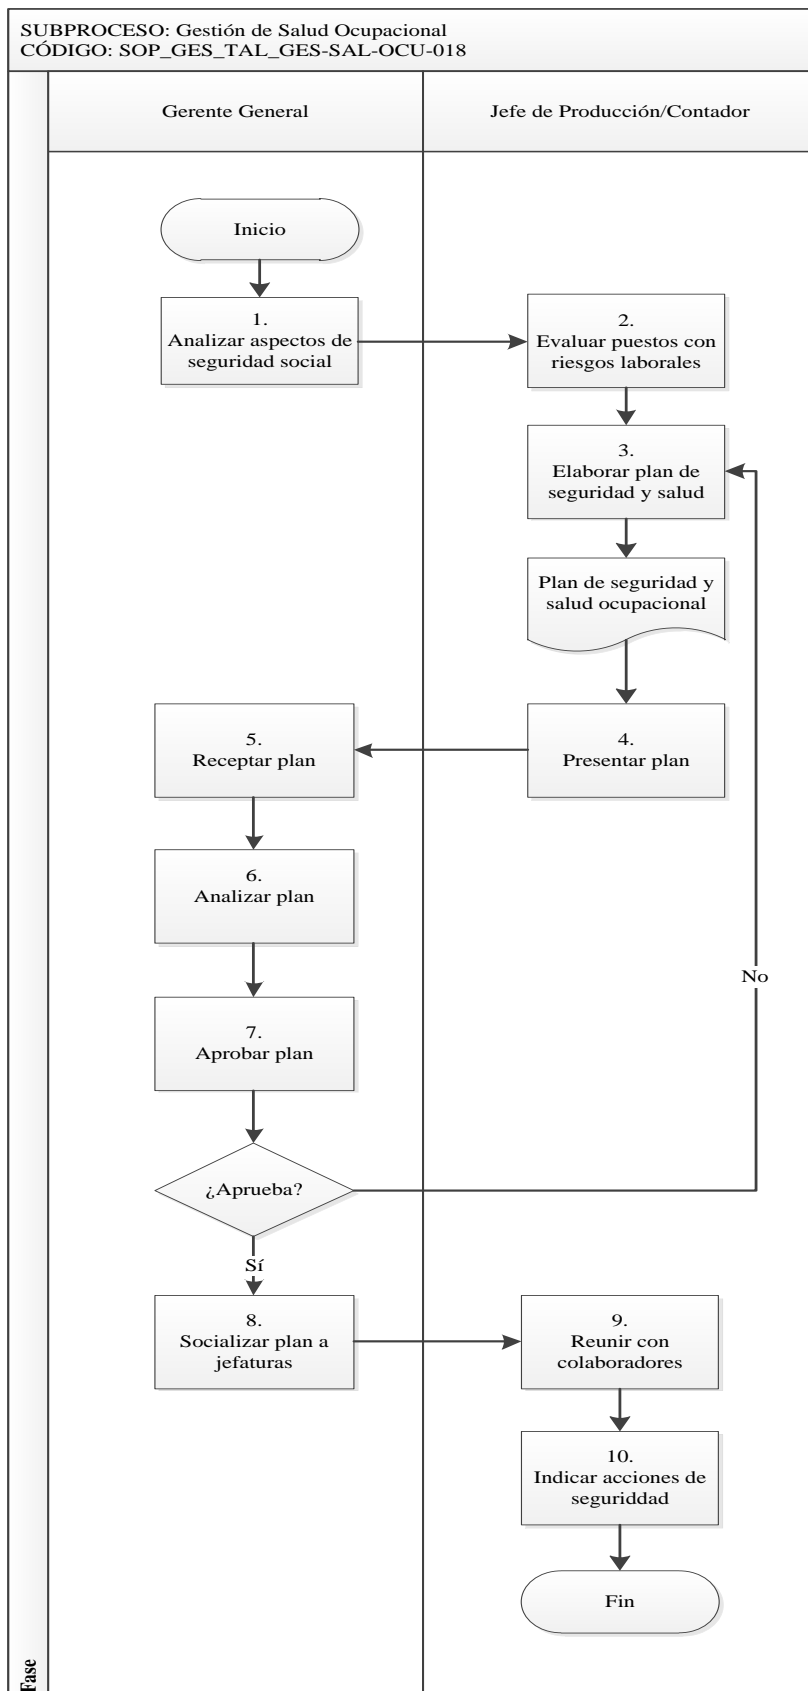 SUBPROCESO: Gestión de Salud Ocupacional
CÓDIGO: SOP_GES_TAL_GES-SAL-OCU-018
Gerente General
Jefe de Producción/Contador
Inicio
1.
Analizar aspectos de
seguridad social
2.
Evaluar puestos con
riesgos laborales
3.
Elaborar plan de
seguridad y salud
Plan de seguridad y
salud ocupacional
4.
Presentar plan
5.
Receptar plan
6.
Analizar plan
7.
Aprobar plan
¿Aprueba?
No
Sí
8.
Socializar plan a
jefaturas
9.
Reunir con
colaboradores
10.
Indicar acciones de
seguriddad
Fin
Fase